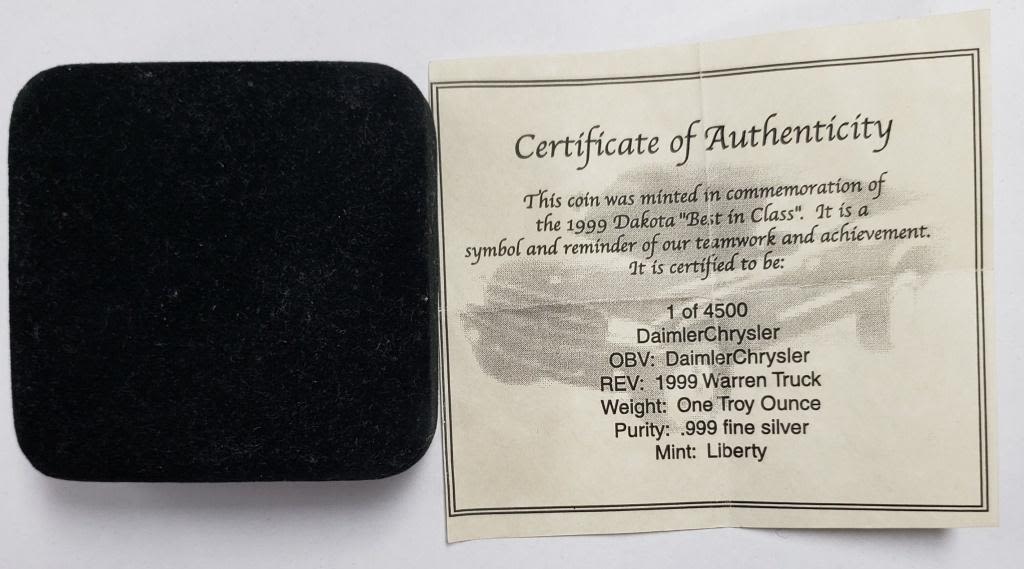 Certificate of Authenticity
This coin was minted in commemoration of
the 1999 Dakota "Best in Class". It is a
symbol and reminder of our teamwork and achievement.
It is certified to be:
1 of 4500
DaimlerChrysler
OBV: DaimlerChrysler
REV: 1999 Warren Truck
Weight: One Troy Ounce
Purity: .999 fine silver
Mint: Liberty